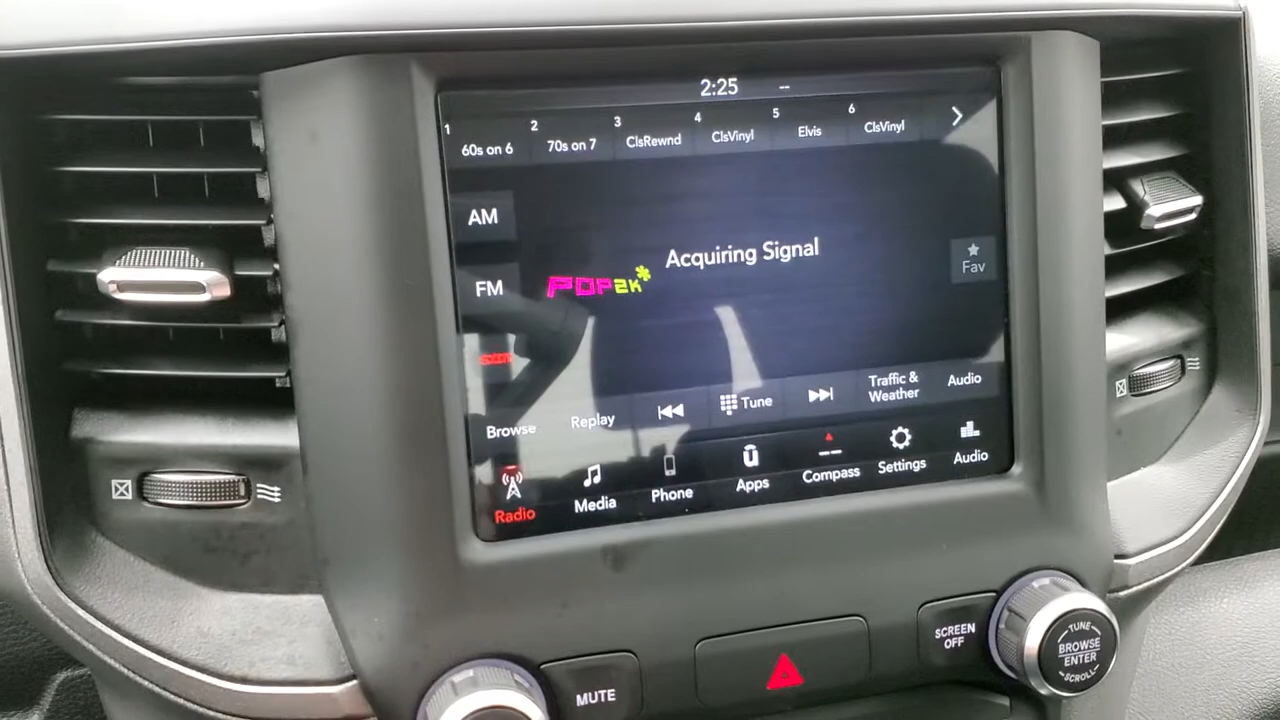 2:25 --
1 2 3 4 5 6
60s on 6 70s on 7 ClsRewnd ClsVinyl Elvis ClsVinyl
AM
Acquiring Signal
Fav
FM
POP2K*
Browse Replay Tune Traffic & Weather Audio
Radio Media Phone Apps Compass Settings Audio
MUTE
SCREEN
OFF
TUNE
BROWSE
ENTER
SCROLL